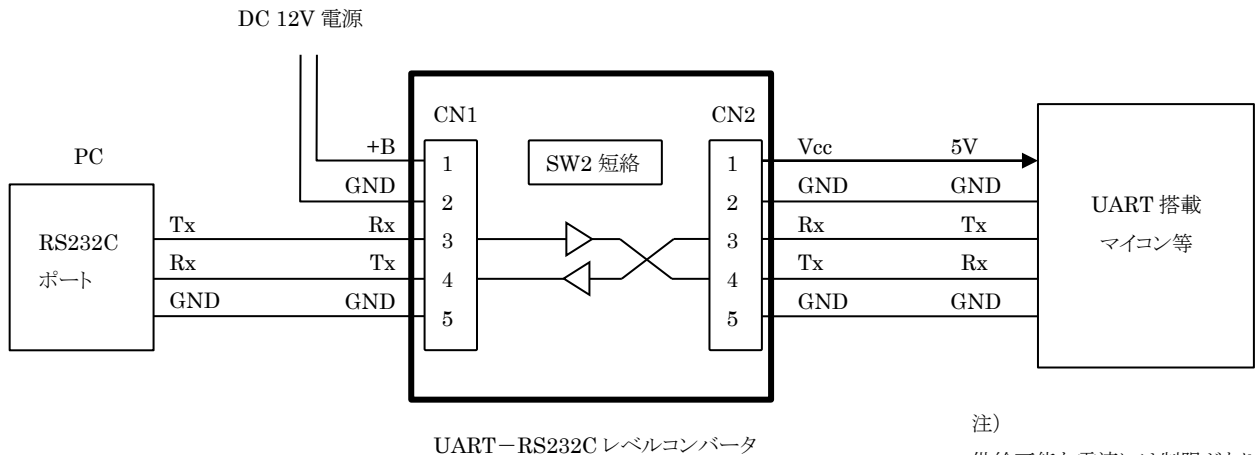 DC 12V 電源
PC
RS232C
ポート
Tx
Rx
GND
+B
GND
Rx
Tx
GND
CN1
1
2
3
4
5
SW2 短絡
CN2
1
2
3
4
5
Vcc 5V
GND GND
Rx Tx
Tx Rx
GND GND
UART 搭載
マイコン等
UART－RS232C レベルコンバータ
注)